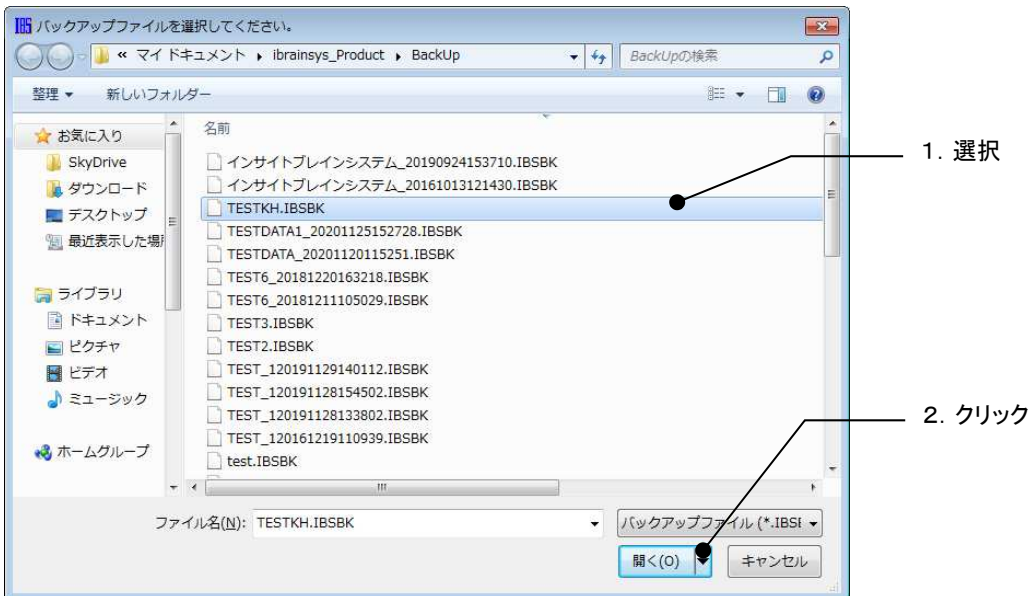 IBS バックアップファイルを選択してください。
« マイ ドキュメント ▸ ibrainsys_Product ▸ BackUp
BackUpの検索
整理 ▼ 新しいフォルダー
お気に入り
SkyDrive
ダウンロード
デスクトップ
最近表示した場所
ライブラリ
ドキュメント
ピクチャ
ビデオ
ミュージック
ホームグループ
名前
インサイトブレインシステム_20190924153710.IBSBK
インサイトブレインシステム_20161013121430.IBSBK
TESTKH.IBSBK
TESTDATA1_20201125152728.IBSBK
TESTDATA_20201120115251.IBSBK
TEST6_20181220163218.IBSBK
TEST6_20181211105029.IBSBK
TEST3.IBSBK
TEST2.IBSBK
TEST_120191129140112.IBSBK
TEST_120191128154502.IBSBK
TEST_120191128133802.IBSBK
TEST_120161219110939.IBSBK
test.IBSBK
ファイル名(N): TESTKH.IBSBK
バックアップファイル (*.IBSE
開く(O)
キャンセル
1. 選択
2. クリック